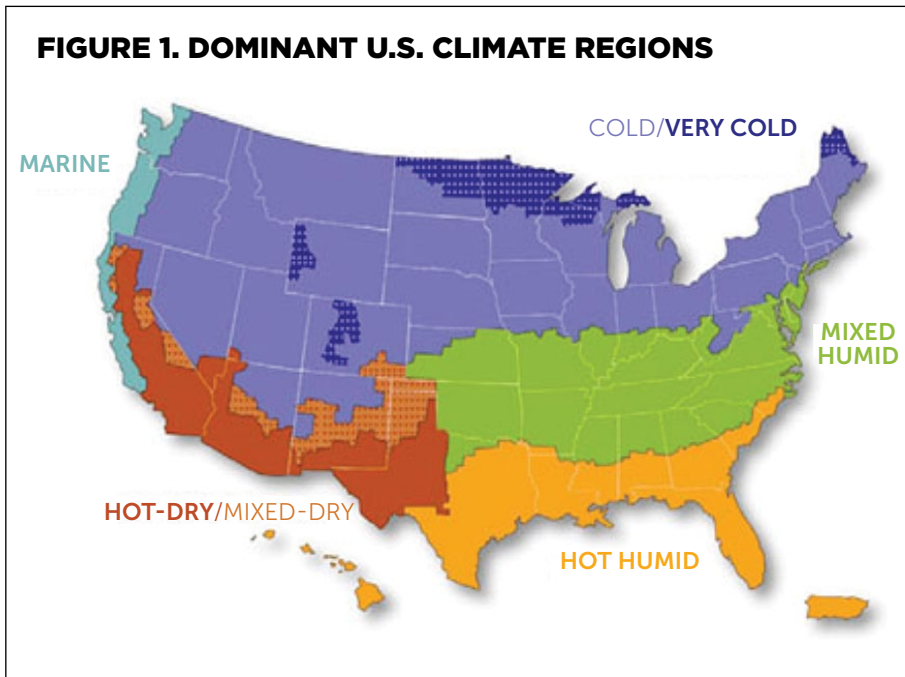 FIGURE 1. DOMINANT U.S. CLIMATE REGIONS
COLD/VERY COLD
MARINE
MIXED
HUMID
HOT-DRY/MIXED-DRY
HOT HUMID